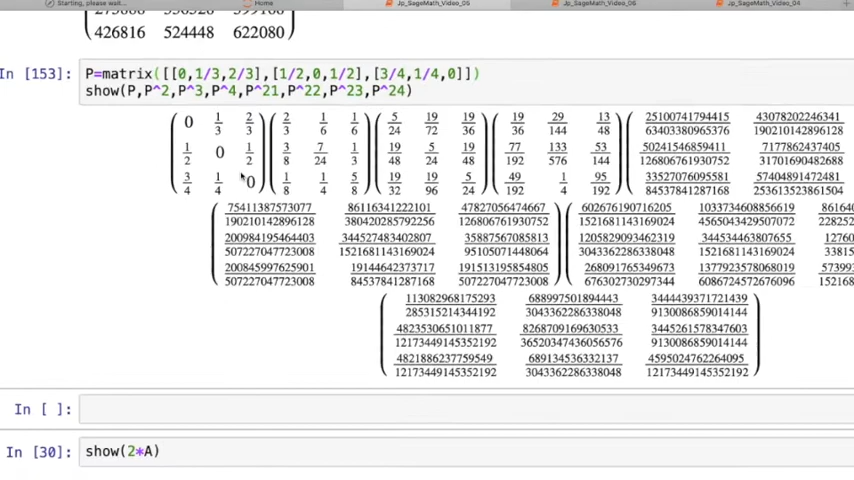 Starting, please wait... Home Jp_SageMath_Video_05 Jp_SageMath_Video_06 Jp_SageMath_Video_04
426816 524448 622080
In [153]: P=matrix([[0,1/3,2/3],[1/2,0,1/2],[3/4,1/4,0]])
show(P,P^2,P^3,P^4,P^21,P^22,P^23,P^24)
0 1/3 2/3 2/3 1/6 1/6 5/24 19/72 19/36 19/36 29/144 13/48 25100741794415/63403380965376 43078202246341/190210142896128
1/2 0 1/2 3/8 7/24 1/3 19/48 5/24 19/48 77/192 133/576 53/144 50241546859411/126806761930752 7177862437405/31701690482688
3/4 1/4 0 1/8 1/4 5/8 19/32 19/96 5/24 49/192 1/4 95/192 33527076095581/84537841287168 57404891472481/253613523861504
75411387573077/190210142896128 86116341222101/380420285792256 47827056474667/126806761930752 602676190716205/1521681143169024 1033734608856619/4565043429507072
200984195464403/507227047723008 344527483402807/1521681143169024 35887567085813/95105071448064 1205829093462319/3043362286338048 344534463807655/1521681143169024
200845997625901/507227047723008 19144642373717/84537841287168 191513195854805/507227047723008 268091765349673/676302730297344 1377923578068019/6086724572676096
113082968175293/285315214344192 688997501894443/3043362286338048 3444439371721439/9130086859014144
4823530651011877/12173449145352192 8268709169630533/36520347436056576 3445261578347603/9130086859014144
4821886237759549/12173449145352192 689134536332137/3043362286338048 4595024762264095/12173449145352192
In [ ]:
In [30]: show(2*A)